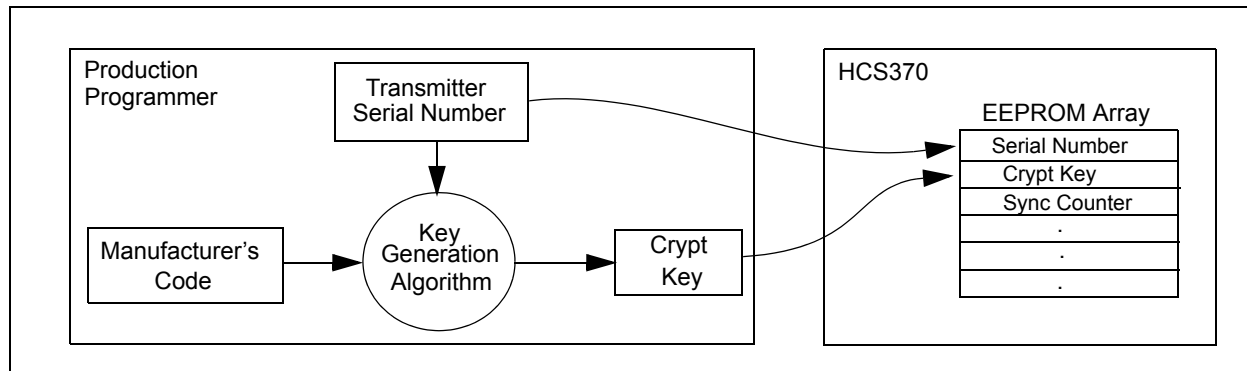 Production
Programmer
Transmitter
Serial Number
Manufacturer's
Code
Key
Generation
Algorithm
Crypt
Key
HCS370
EEPROM Array
Serial Number
Crypt Key
Sync Counter
.
.
.